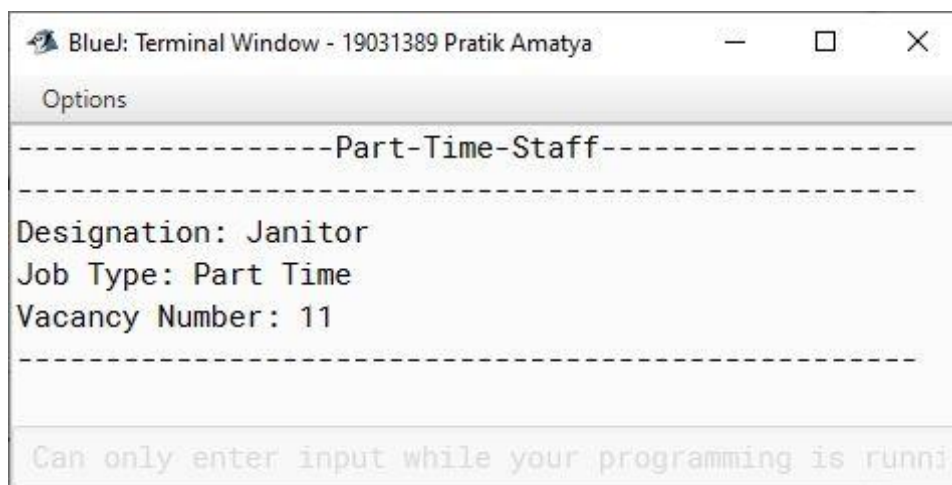 BlueJ: Terminal Window - 19031389 Pratik Amatya
Options
------------------Part-Time-Staff------------------
---------------------------------------------------
Designation: Janitor
Job Type: Part Time
Vacancy Number: 11
---------------------------------------------------
Can only enter input while your programming is runni